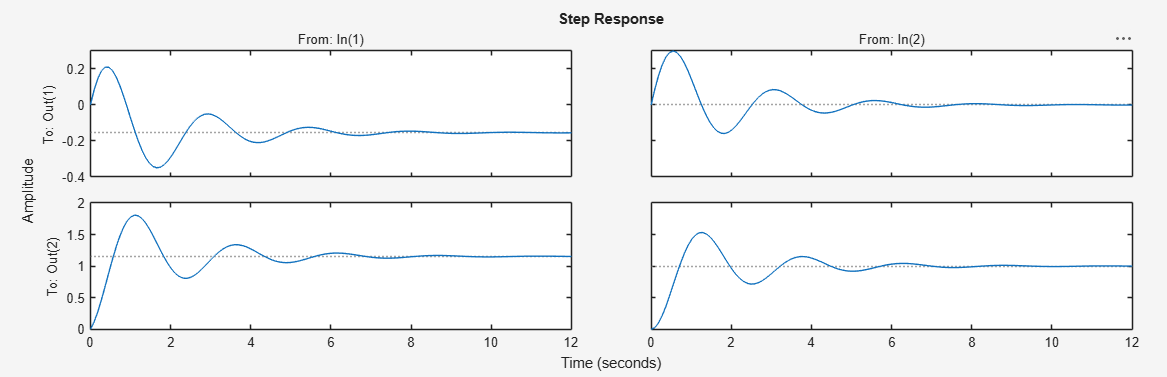 Step Response
From: In(1)
From: In(2)
Amplitude
To: Out(1)
0.2
0
-0.2
-0.4
To: Out(2)
2
1.5
1
0.5
0
0 2 4 6 8 10 12
0 2 4 6 8 10 12
Time (seconds)